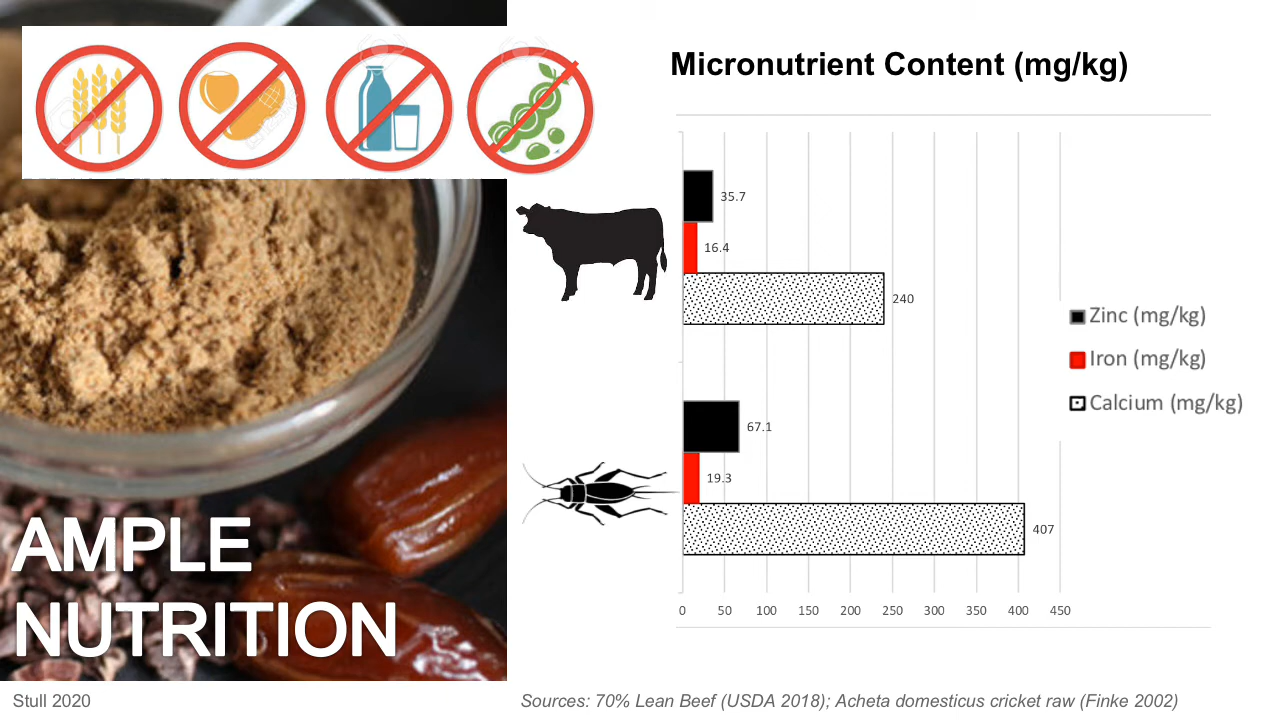 Micronutrient Content (mg/kg)
35.7
16.4
240
67.1
19.3
407
Zinc (mg/kg)
Iron (mg/kg)
Calcium (mg/kg)
0 50 100 150 200 250 300 350 400 450
AMPLE
NUTRITION
Stull 2020
Sources: 70% Lean Beef (USDA 2018); Acheta domesticus cricket raw (Finke 2002)